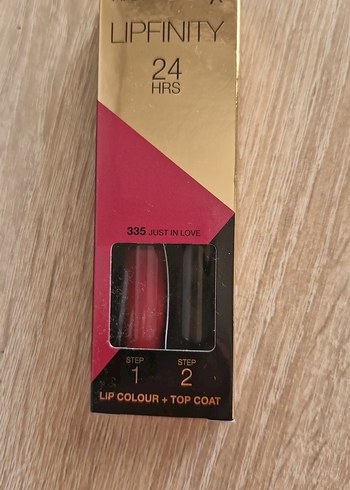 LIPFINITY
24
HRS
335 JUST IN LOVE
STEP STEP
1 2
LIP COLOUR + TOP COAT